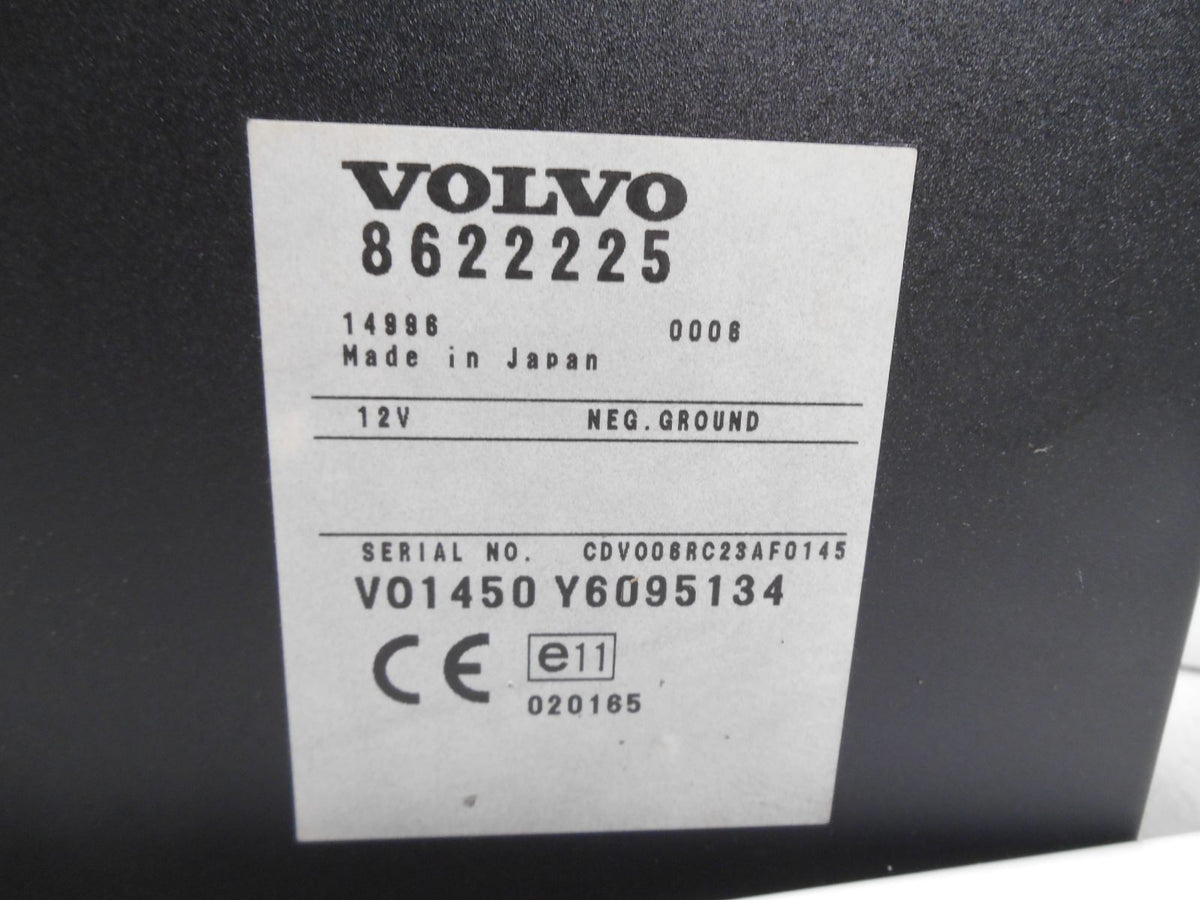 VOLVO
8622225
14996 0006
Made in Japan
12V NEG.GROUND
SERIAL NO. CDV006RC23AF0145
V01450 Y6095134
CE e11
020165